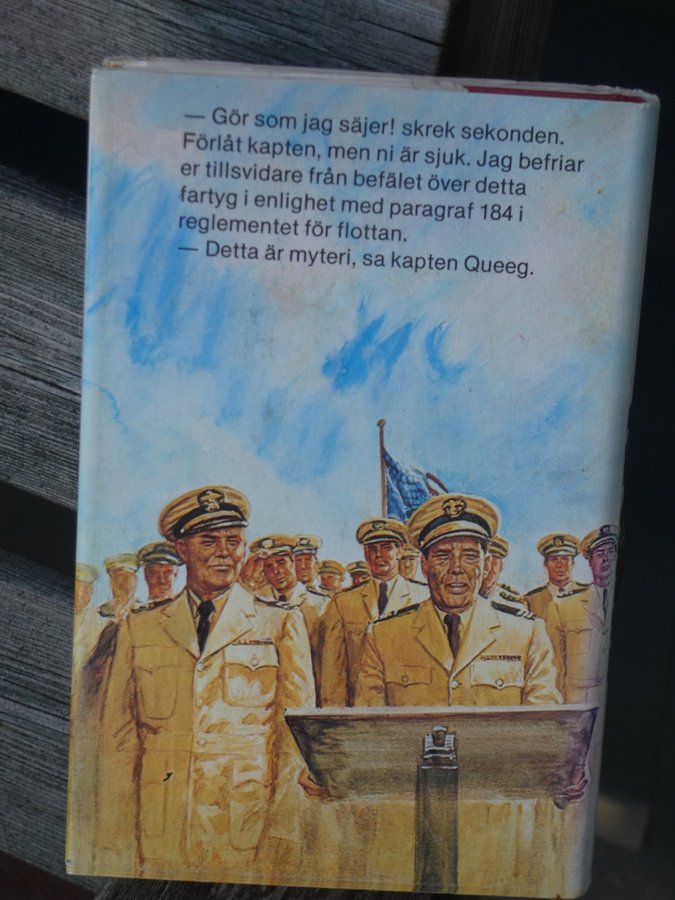 — Gör som jag säjer! skrek sekonden.
Förlåt kapten, men ni är sjuk. Jag befriar
er tillsvidare från befälet över detta
fartyg i enlighet med paragraf 184 i
reglementet för flottan.
— Detta är myteri, sa kapten Queeg.